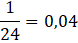 1/24 = 0,04